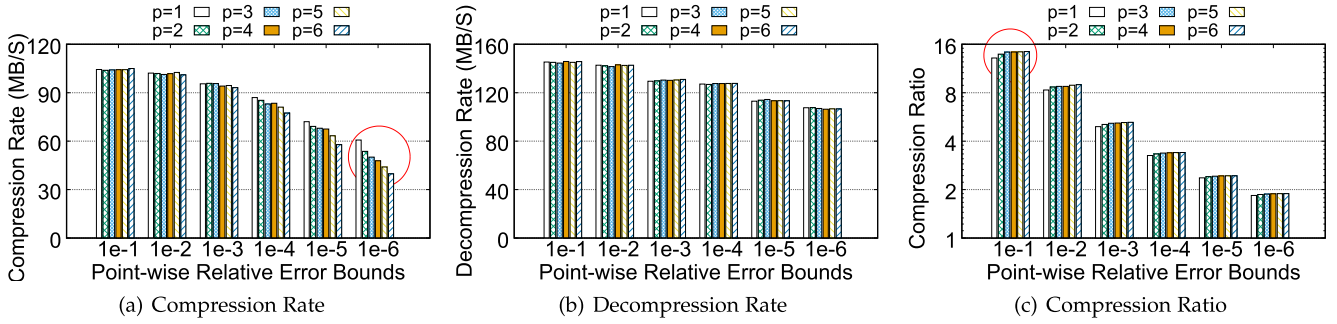 p=1 p=3 p=5
p=2 p=4 p=6
Compression Rate (MB/S)
120
90
60
30
0
1e-1 1e-2 1e-3 1e-4 1e-5 1e-6
Point-wise Relative Error Bounds
(a) Compression Rate
p=1 p=3 p=5
p=2 p=4 p=6
Decompression Rate (MB/S)
160
120
80
40
0
1e-1 1e-2 1e-3 1e-4 1e-5 1e-6
Point-wise Relative Error Bounds
(b) Decompression Rate
p=1 p=3 p=5
p=2 p=4 p=6
Compression Ratio
16
8
4
2
1
1e-1 1e-2 1e-3 1e-4 1e-5 1e-6
Point-wise Relative Error Bounds
(c) Compression Ratio